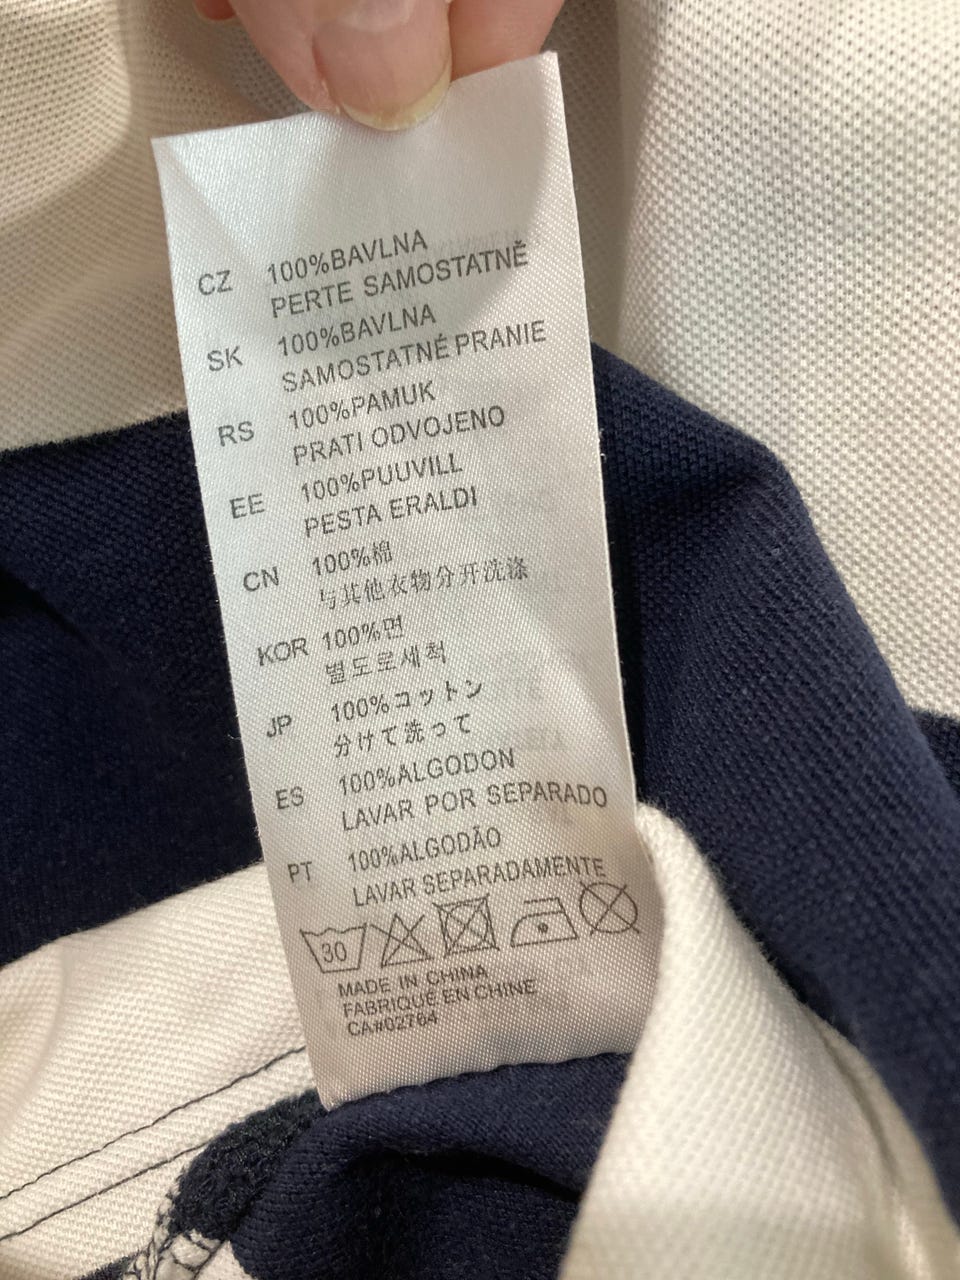 CZ 100%BAVLNA
PERTE SAMOSTATNĚ
SK 100%BAVLNA
SAMOSTATNÉ PRANIE
RS 100%PAMUK
PRATI ODVOJENO
EE 100%PUUVILL
PESTA ERALDI
CN 100%棉
与其他衣物分开洗涤
KOR 100%면
별도로세척
JP 100%コットン
分けて洗って
ES 100%ALGODON
LAVAR POR SEPARADO
PT 100%ALGODÃO
LAVAR SEPARADAMENTE
30
MADE IN CHINA
FABRIQUÉ EN CHINE
CA#02764